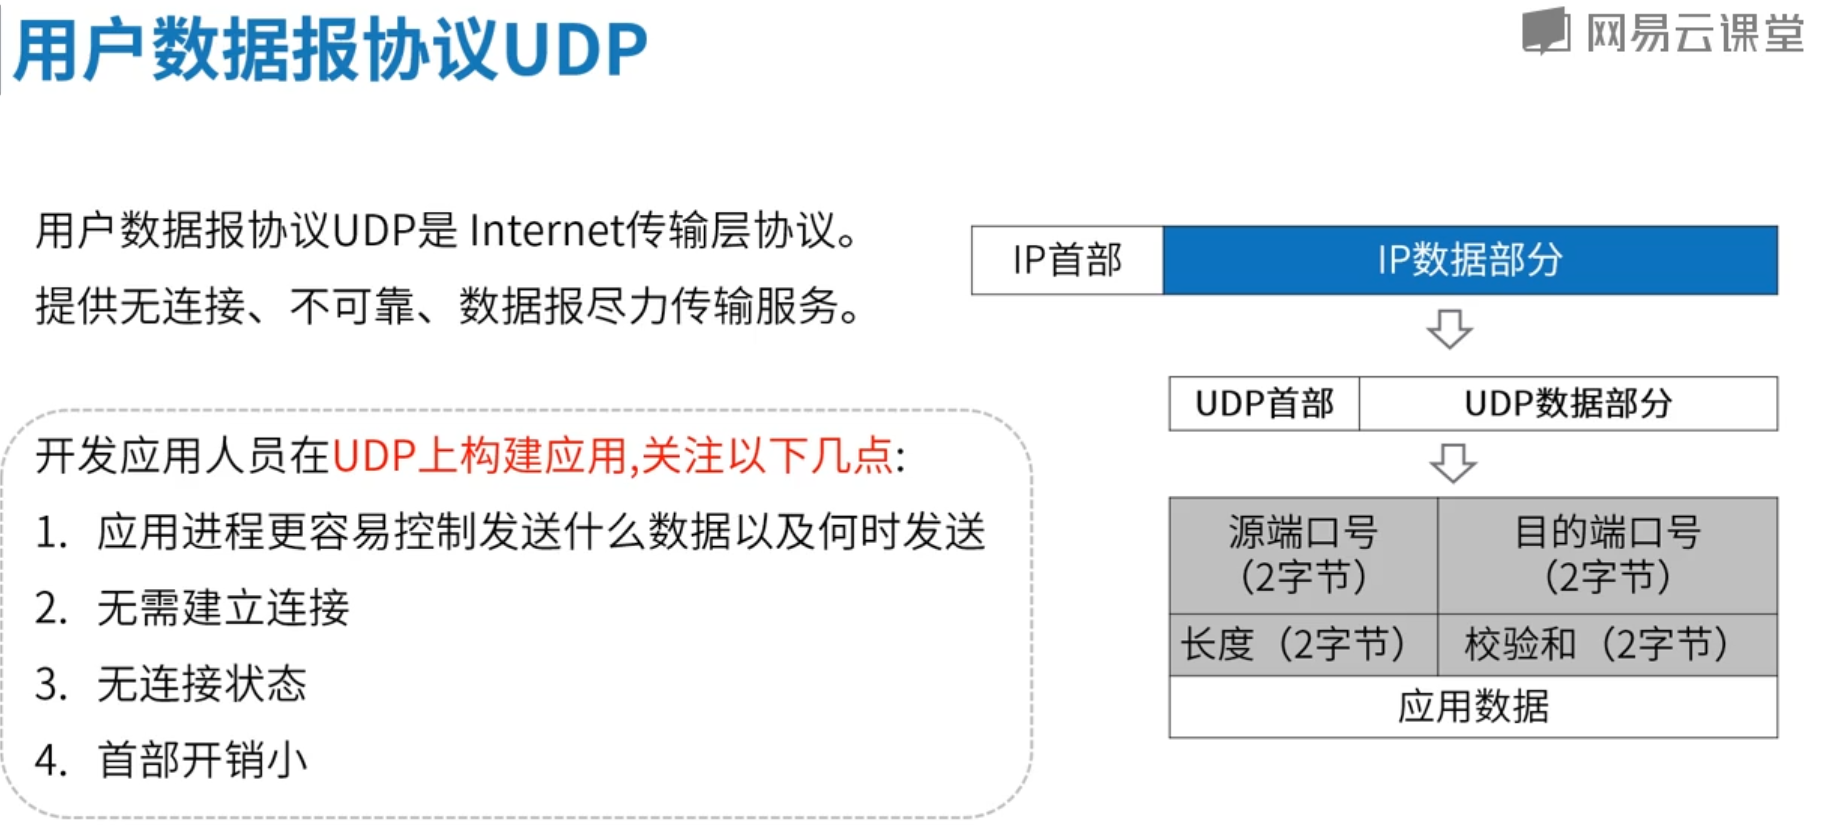 用户数据报协议UDP
网易云课堂
用户数据报协议UDP是 Internet传输层协议。
提供无连接、不可靠、数据报尽力传输服务。
开发应用人员在UDP上构建应用,关注以下几点:
1. 应用进程更容易控制发送什么数据以及何时发送
2. 无需建立连接
3. 无连接状态
4. 首部开销小
IP首部 IP数据部分
UDP首部 UDP数据部分
源端口号 目的端口号
（2字节） （2字节）
长度（2字节） 校验和（2字节）
应用数据